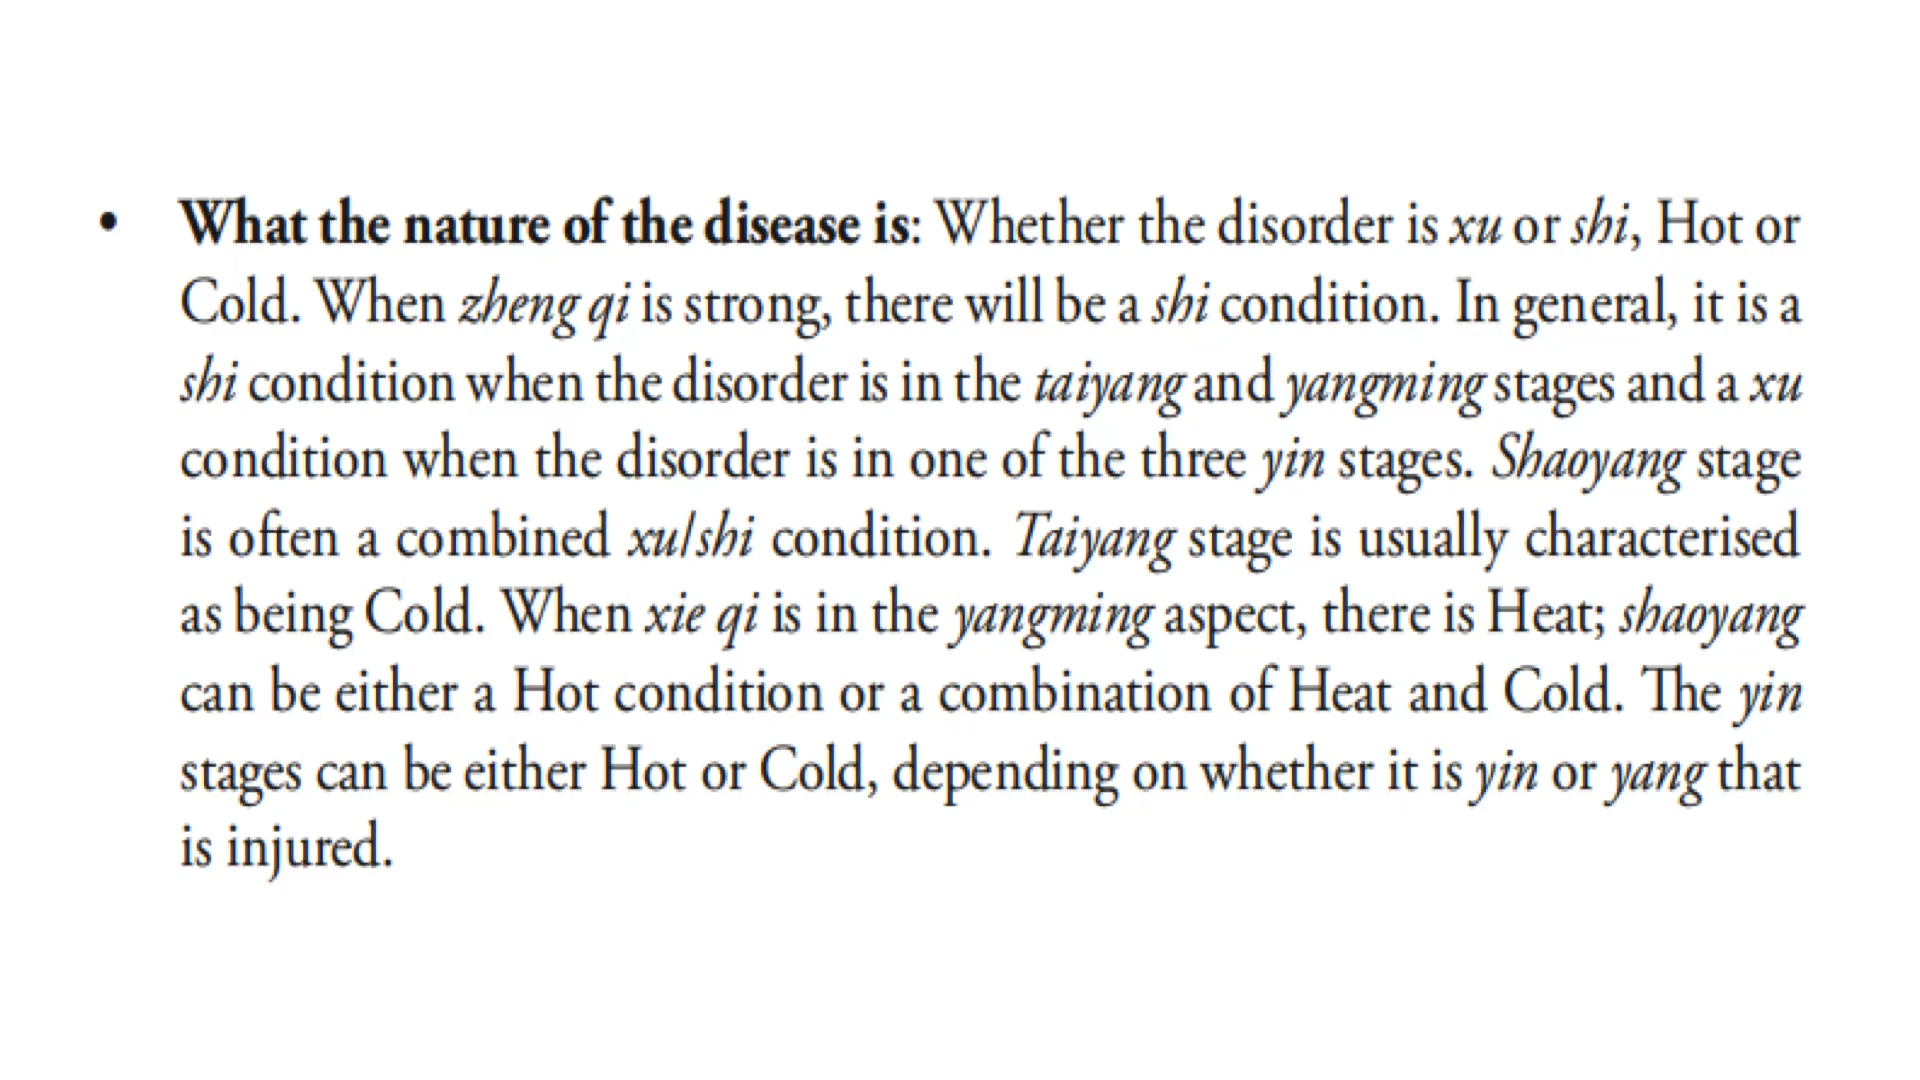 • What the nature of the disease is: Whether the disorder is xu or shi, Hot or
Cold. When zheng qi is strong, there will be a shi condition. In general, it is a
shi condition when the disorder is in the taiyang and yangming stages and a xu
condition when the disorder is in one of the three yin stages. Shaoyang stage
is often a combined xu/shi condition. Taiyang stage is usually characterised
as being Cold. When xie qi is in the yangming aspect, there is Heat; shaoyang
can be either a Hot condition or a combination of Heat and Cold. The yin
stages can be either Hot or Cold, depending on whether it is yin or yang that
is injured.